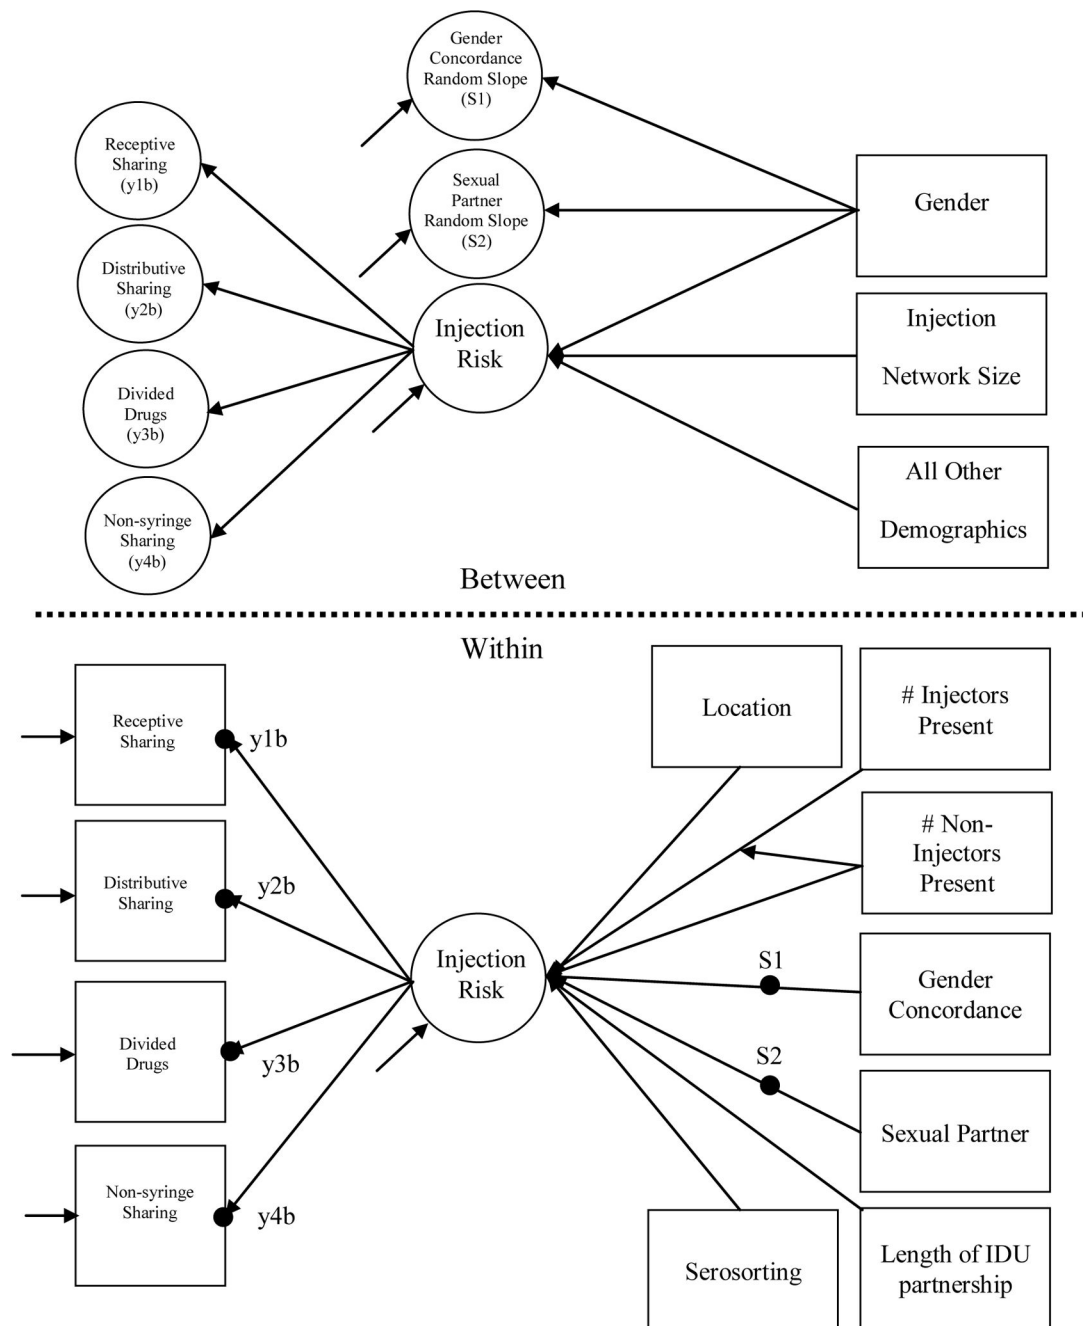 Gender
Concordance
Random Slope
(S1)
Receptive
Sharing
(y1b)
Sexual
Partner
Random Slope
(S2)
Gender
Distributive
Sharing
(y2b)
Injection
Risk
Injection
Network Size
Divided
Drugs
(y3b)
All Other
Demographics
Non-syringe
Sharing
(y4b)
Between
Within
Receptive
Sharing
y1b
Location
# Injectors
Present
Distributive
Sharing
y2b
# Non-
Injectors
Present
Injection
Risk
S1
Gender
Concordance
Divided
Drugs
y3b
S2
Sexual Partner
Non-syringe
Sharing
y4b
Serosorting
Length of IDU
partnership